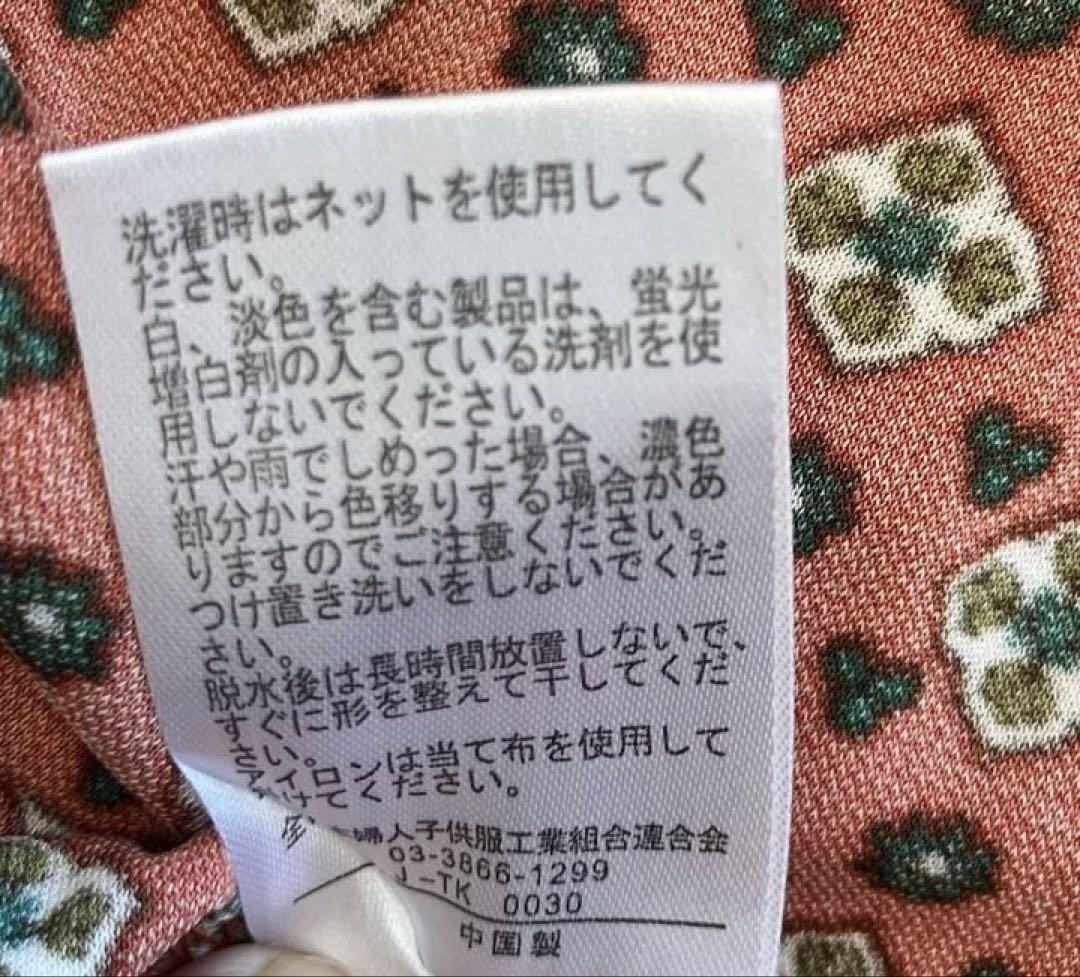 洗濯時はネットを使用してく
ださい。
白、淡色を含む製品は、蛍光
増白剤の入っている洗剤を使
用しないでください。
汗や雨でしめった場合、濃色
部分から色移りする場合があ
りますのでご注意ください。
つけ置き洗いをしないでくだ
さい。
脱水後は長時間放置しないで、
すぐに形を整えて干してくだ
さい。
アイロンは当て布を使用して
かけてください。
婦人子供服工業組合連合会
03-3866-1299
J-TK 0030
中国製